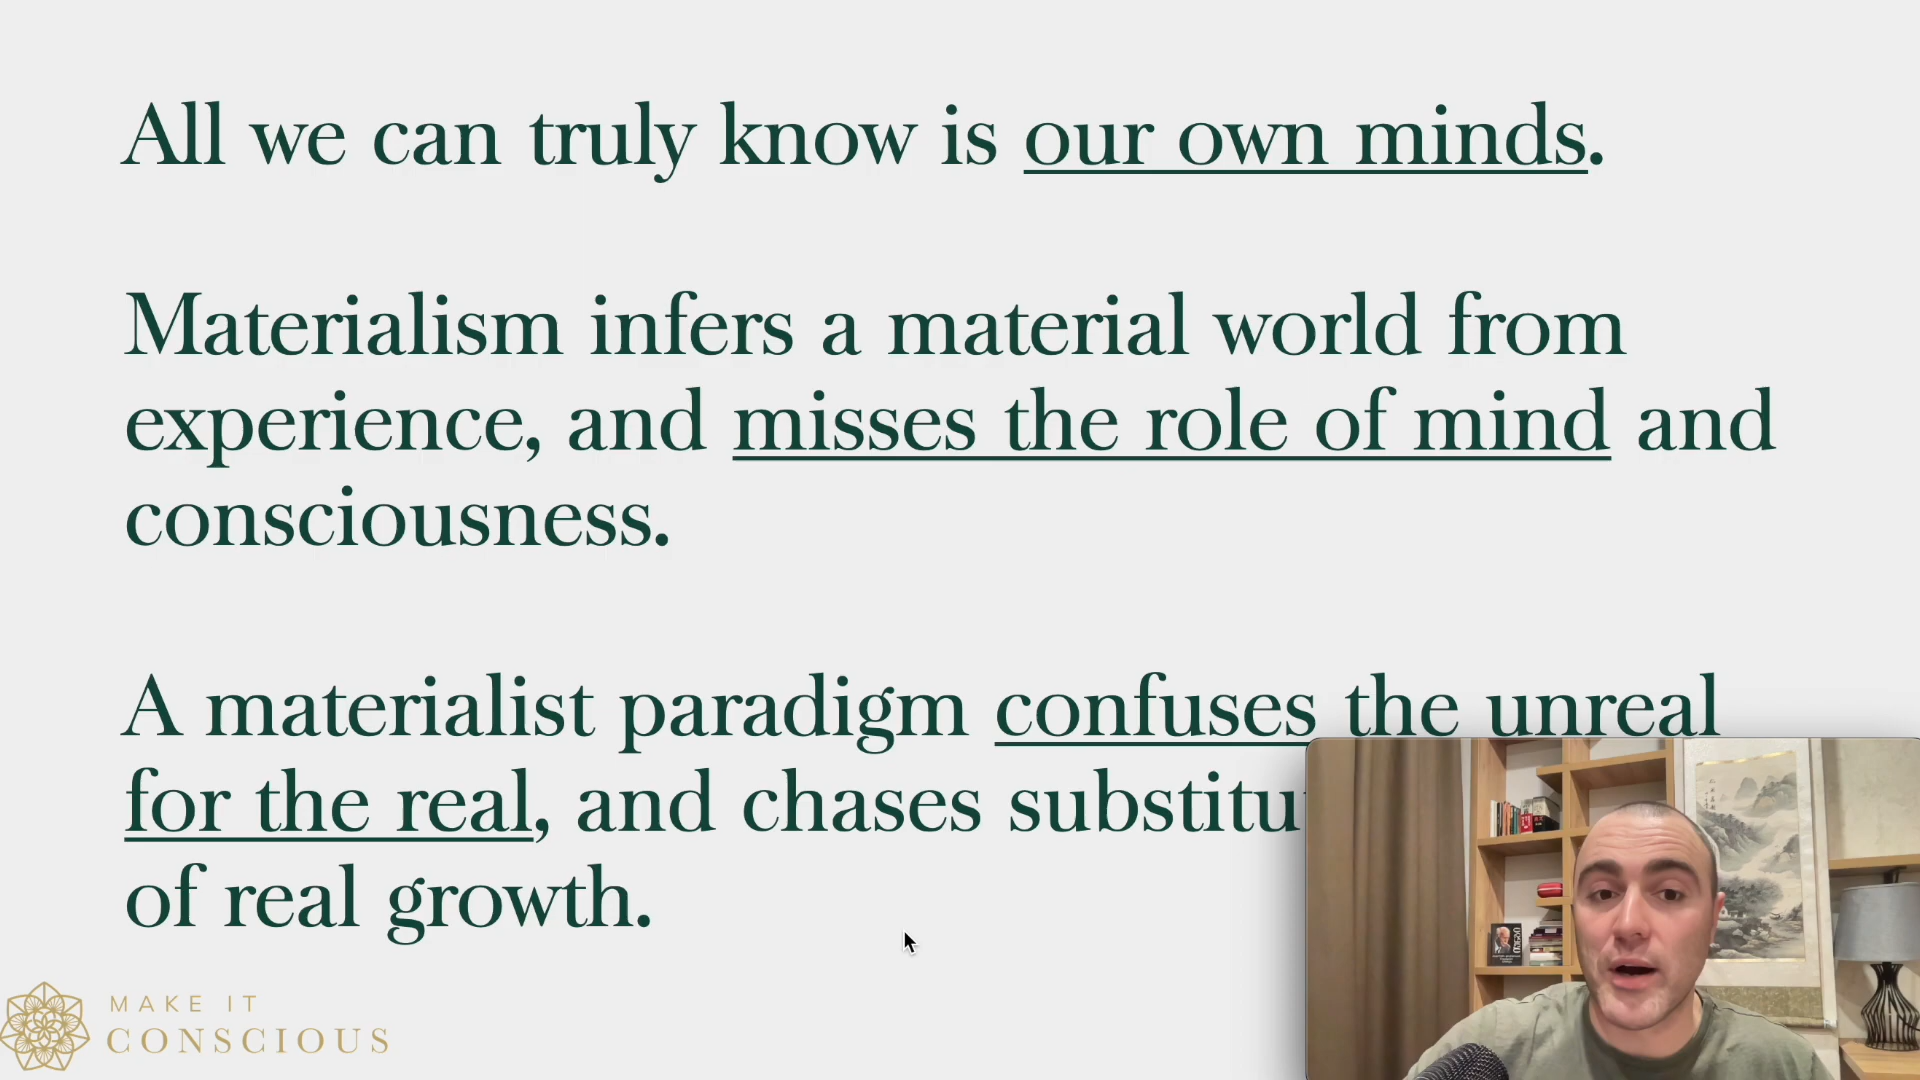 All we can truly know is our own minds.
Materialism infers a material world from
experience, and misses the role of mind and
consciousness.
A materialist paradigm confuses the unreal
for the real, and chases substitu
of real growth.
MAKE IT
CONSCIOUS